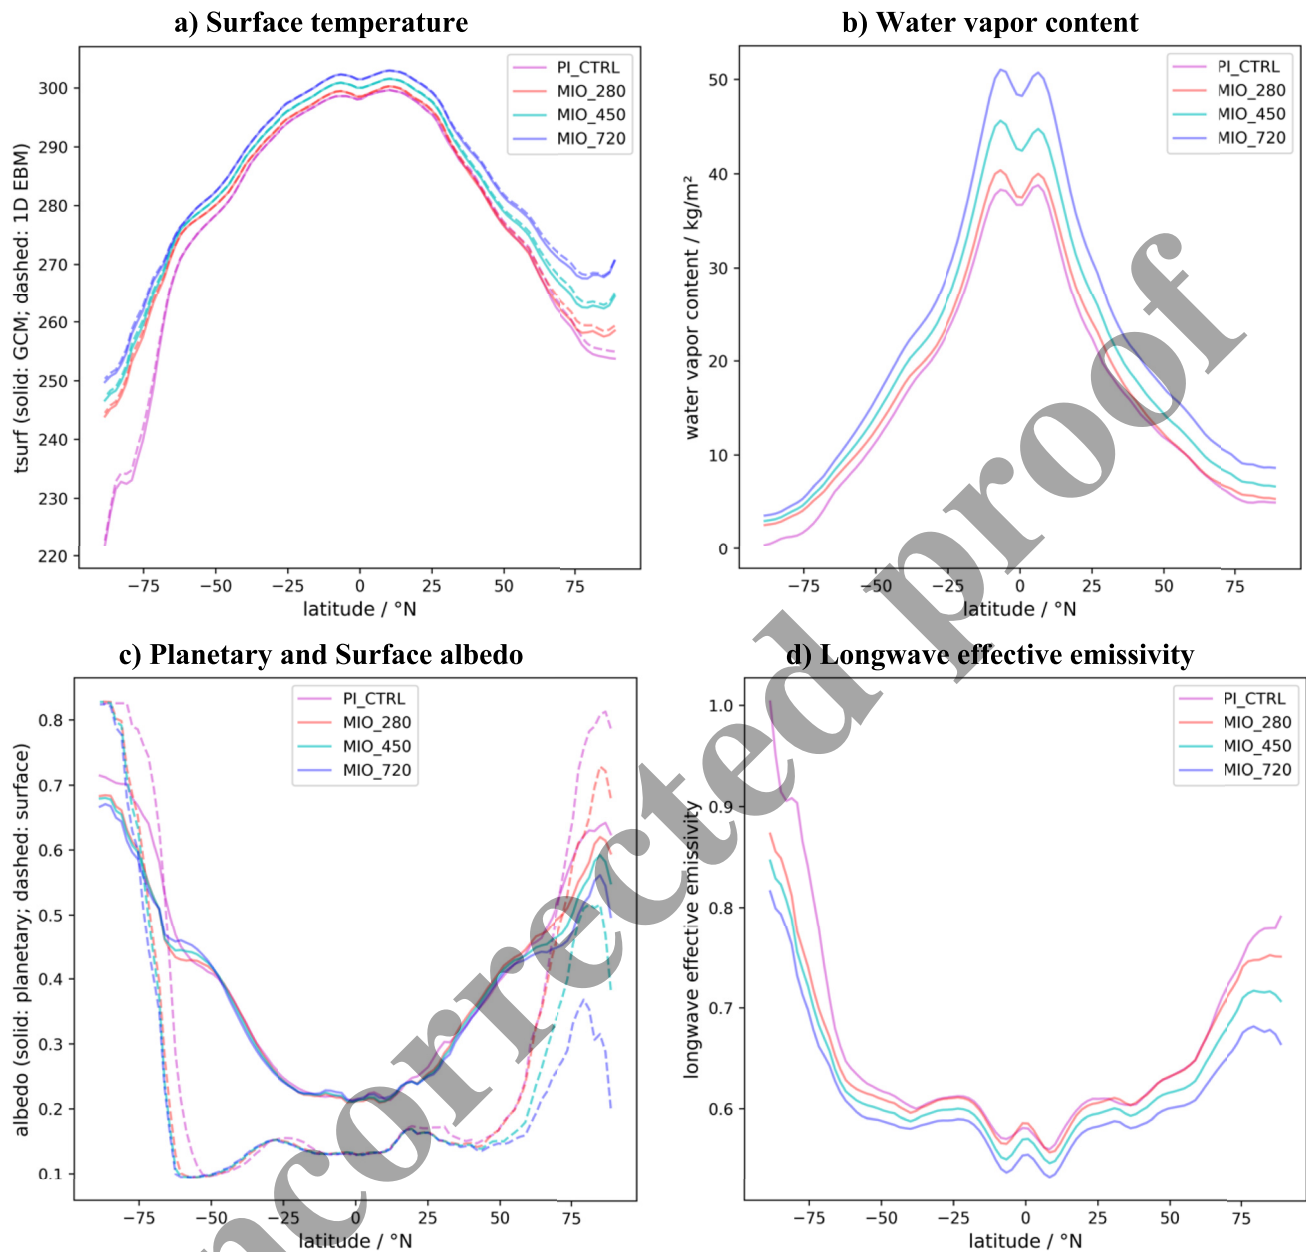 a) Surface temperature
b) Water vapor content
tsurf (solid: GCM; dashed: 1D EBM)
300
290
280
270
260
250
240
230
220
PI_CTRL
MIO_280
MIO_450
MIO_720
−75 −50 −25 0 25 50 75
latitude / °N
water vapor content / kg/m²
50
40
30
20
10
0
PI_CTRL
MIO_280
MIO_450
MIO_720
−75 −50 −25 0 25 50 75
latitude / °N
c) Planetary and Surface albedo
d) Longwave effective emissivity
albedo (solid: planetary; dashed: surface)
0.8
0.7
0.6
0.5
0.4
0.3
0.2
0.1
PI_CTRL
MIO_280
MIO_450
MIO_720
−75 −50 −25 0 25 50 75
latitude / °N
longwave effective emissivity
1.0
0.9
0.8
0.7
0.6
PI_CTRL
MIO_280
MIO_450
MIO_720
−75 −50 −25 0 25 50 75
latitude / °N
ncorrected proof